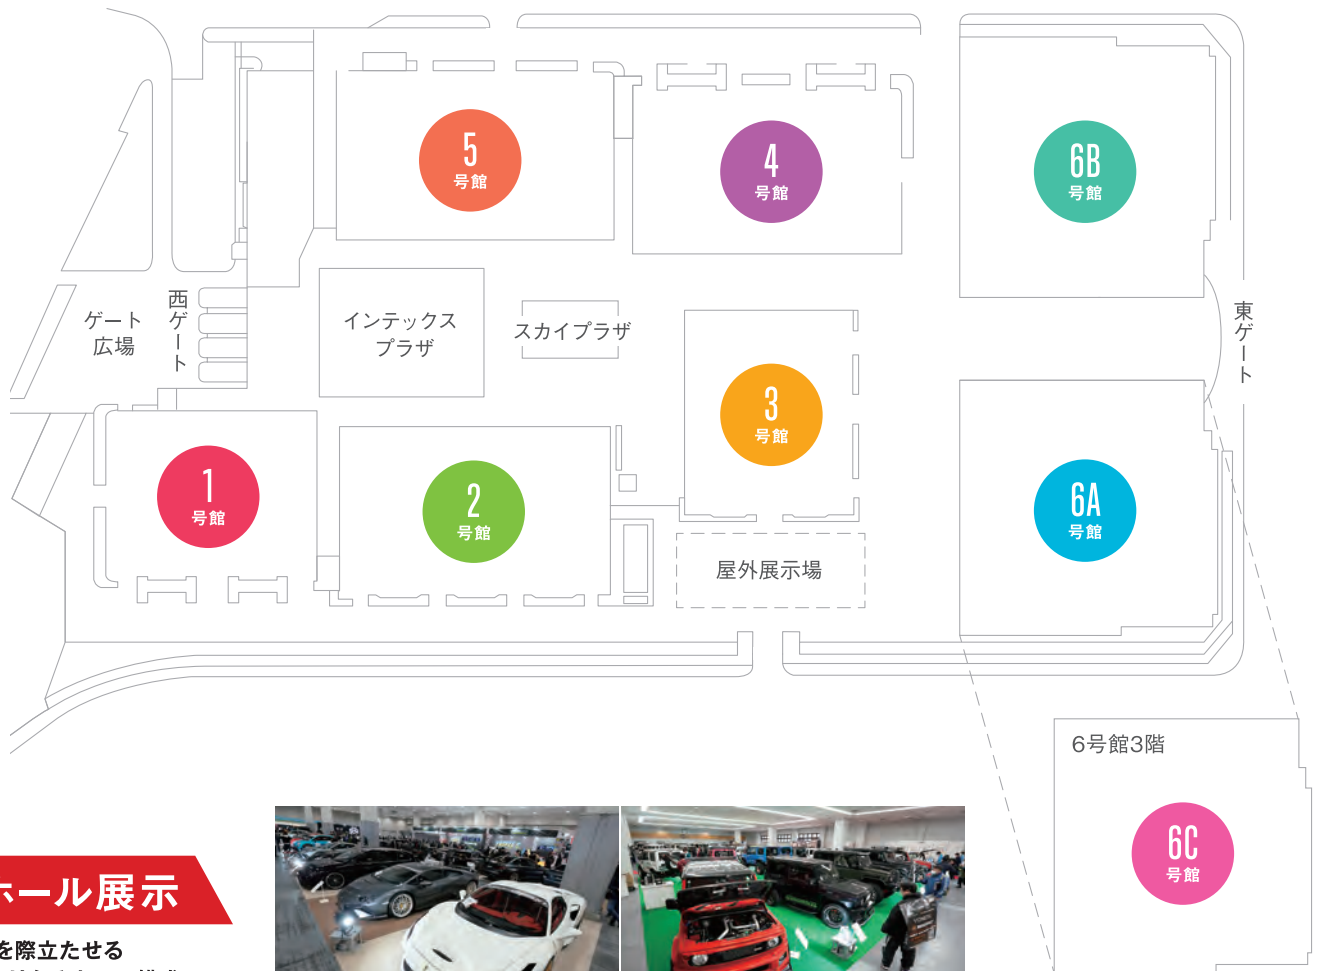 5
号館
4
号館
6B
号館
ゲート
広場
西ゲート
インテックス
プラザ
スカイプラザ
東ゲート
3
号館
1
号館
2
号館
6A
号館
屋外展示場
6号館3階
6C
号館
ホール展示
を際立たせる